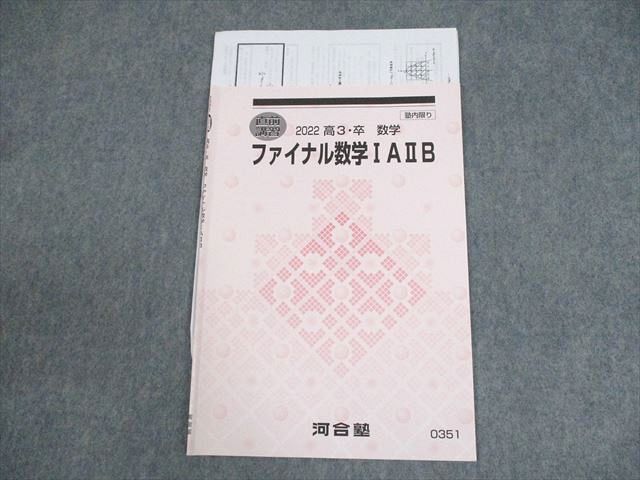 直前
講習
2022 高3・卒 数学
塾内限り
ファイナル数学ⅠAⅡB
河合塾
0351